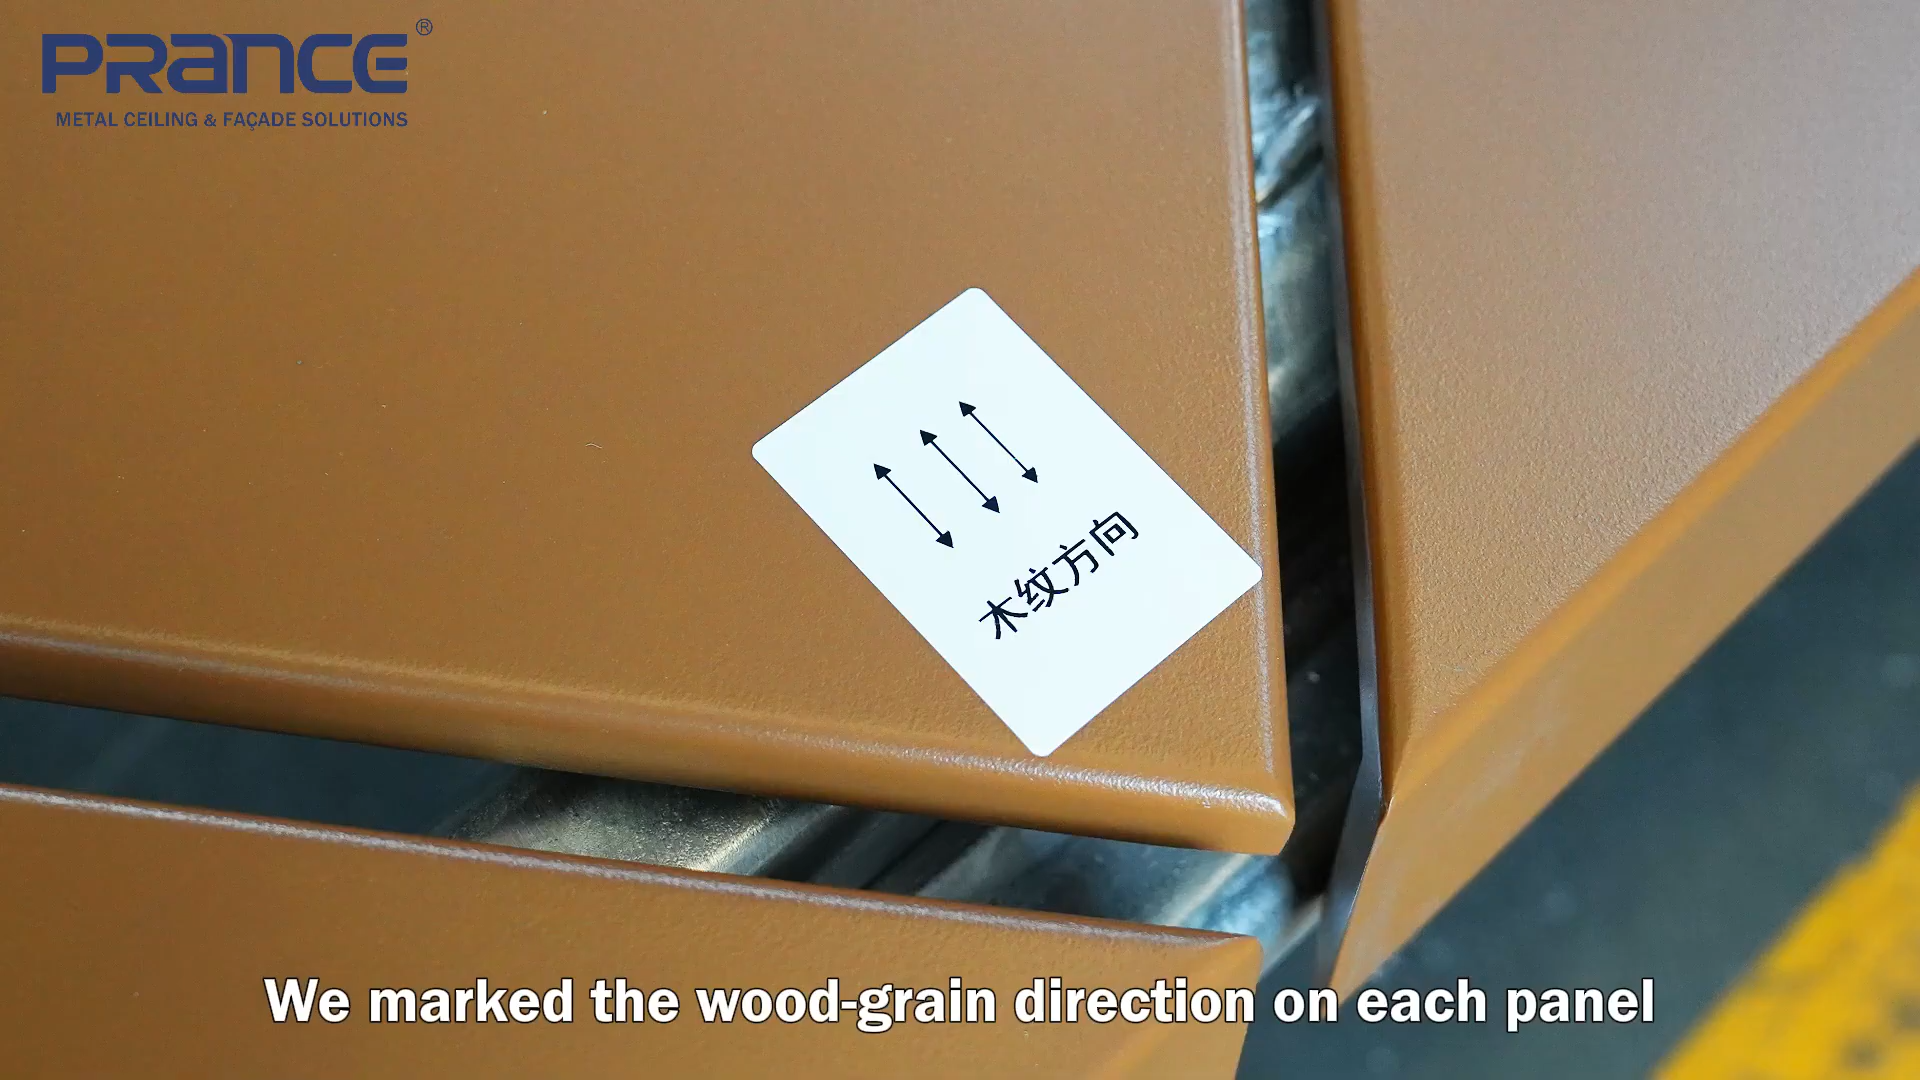 PRANCE®
METAL CEILING & FAÇADE SOLUTIONS
木纹方向
We marked the wood-grain direction on each panel